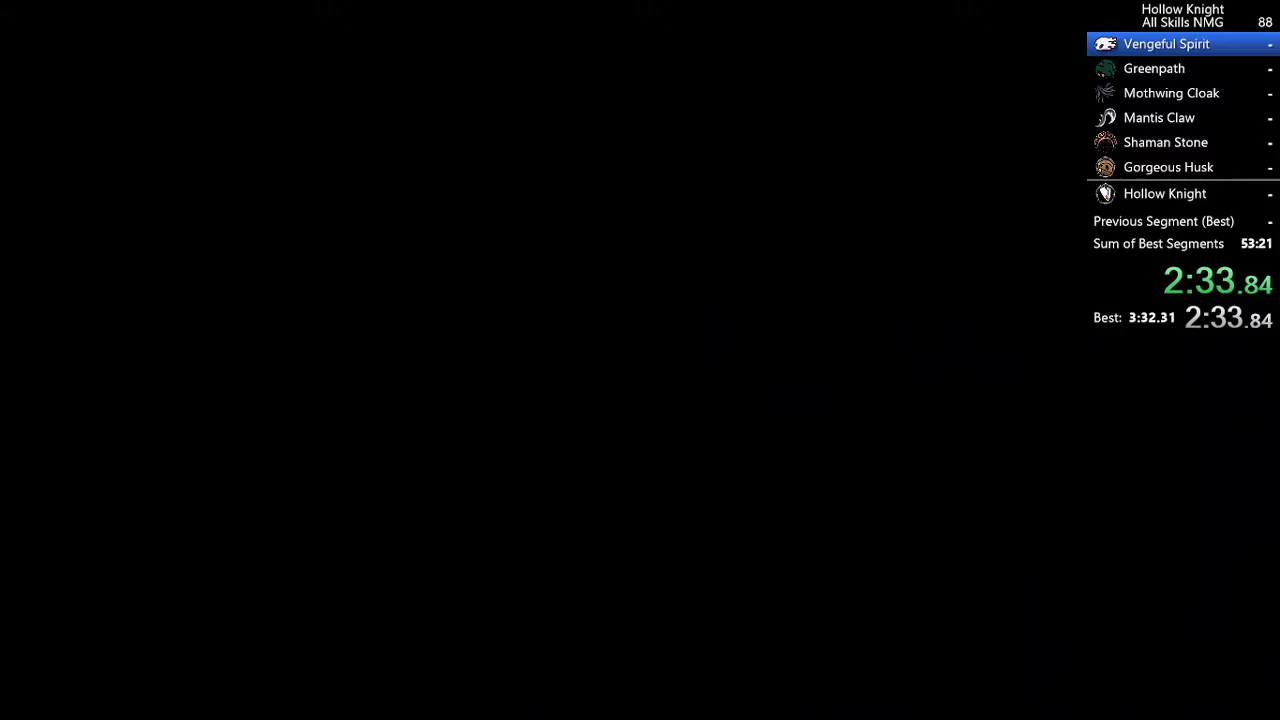 Hollow Knight
All Skills NMG 88
Vengeful Spirit -
Greenpath -
Mothwing Cloak -
Mantis Claw -
Shaman Stone -
Gorgeous Husk -
Hollow Knight -
Previous Segment (Best) -
Sum of Best Segments 53:21
2:33.84
Best: 3:32.31 2:33.84